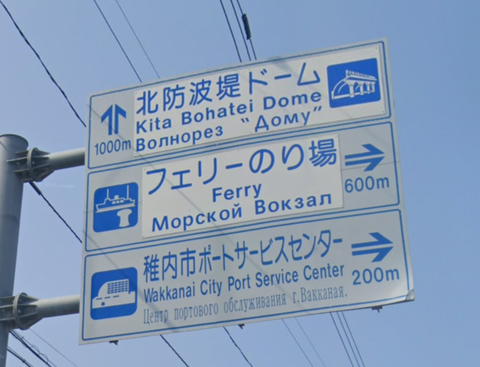 北防波堤ドーム
Kita Bohatei Dome
Волнорез "Дому"
1000m
フェリーのり場
Ferry
Морской Вокзал
600m
稚内市ポートサービスセンター
Wakkanai City Port Service Center
Центр портового обслуживания г.Вакканая.
200m